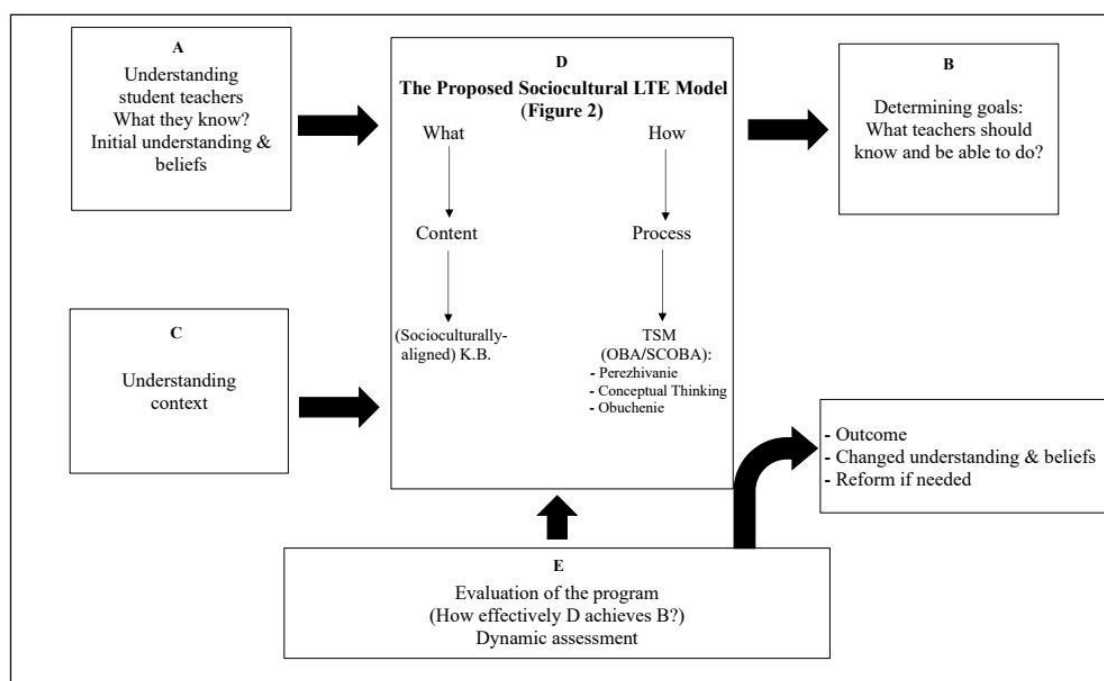 A
Understanding
student teachers
What they know?
Initial understanding &
beliefs
C
Understanding
context
D
The Proposed Sociocultural LTE Model
(Figure 2)
What
How
Content
Process
(Socioculturally-
aligned) K.B.
TSM
(OBA/SCOBA):
- Perezhivanie
- Conceptual Thinking
- Obuchenie
B
Determining goals:
What teachers should
know and be able to do?
- Outcome
- Changed understanding & beliefs
- Reform if needed
E
Evaluation of the program
(How effectively D achieves B?)
Dynamic assessment